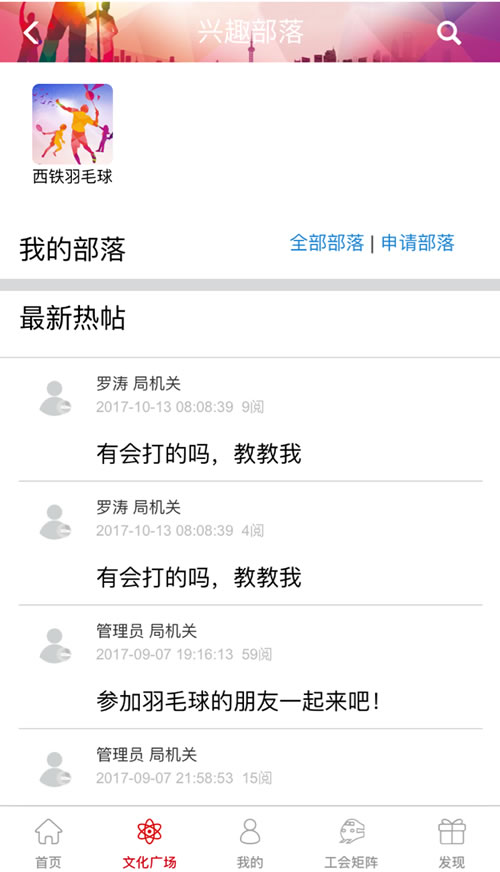 兴趣部落
西铁羽毛球
我的部落
全部部落 | 申请部落
最新热帖
罗涛 局机关
2017-10-13 08:08:39 9阅
有会打的吗，教教我
罗涛 局机关
2017-10-13 08:08:39 4阅
有会打的吗，教教我
管理员 局机关
2017-09-07 19:16:13 59阅
参加羽毛球的朋友一起来吧！
管理员 局机关
2017-09-07 21:58:53 15阅
首页 文化广场 我的 工会矩阵 发现